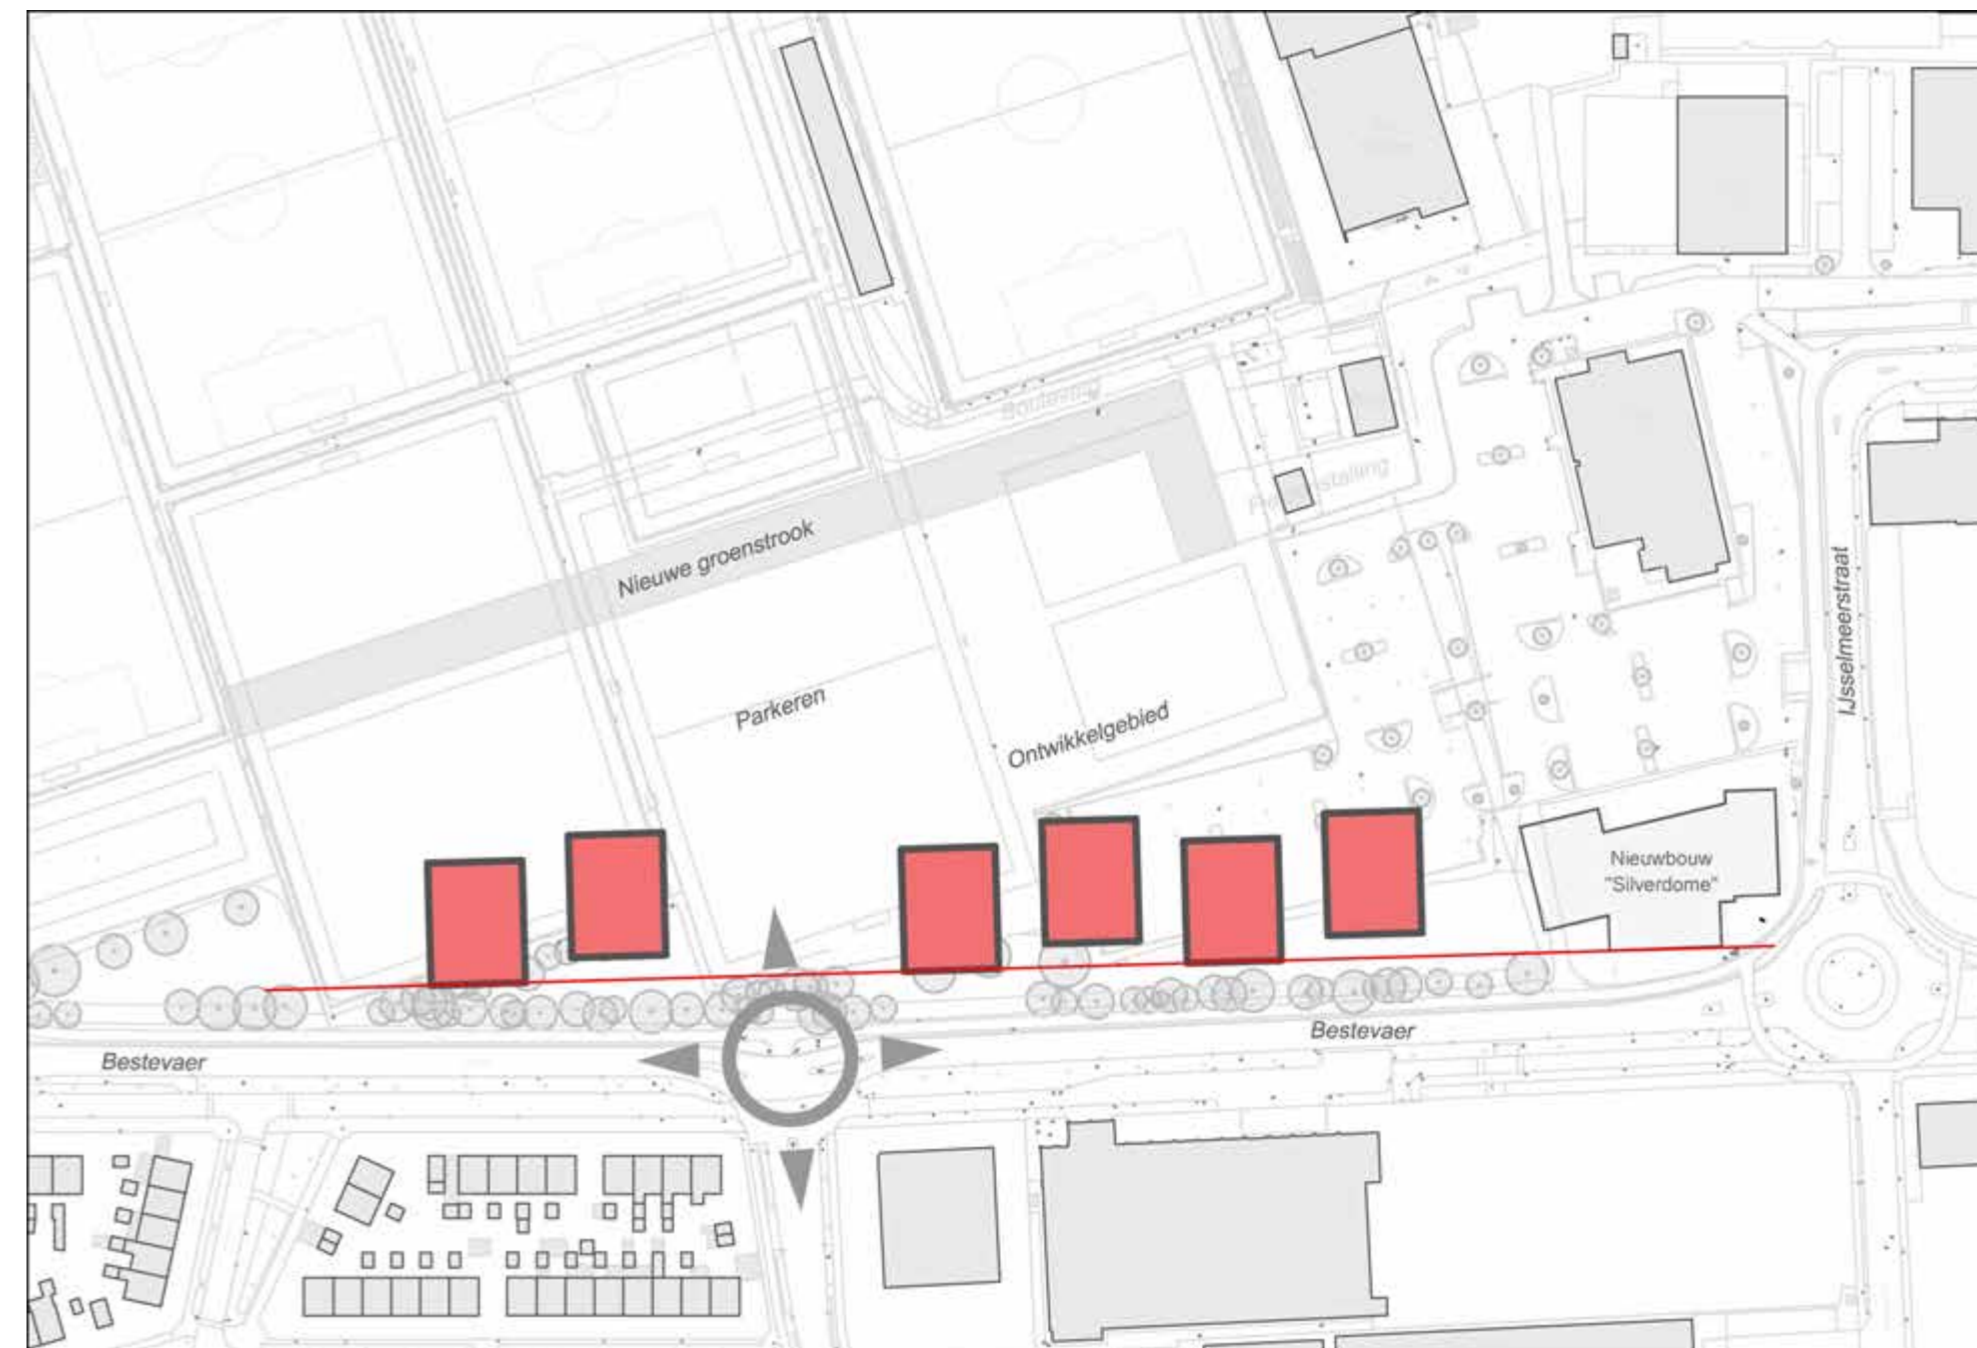 Nieuwe groenstrook
Parkeren
Ontwikkelgebied
IJsselmeerstraat
Nieuwbouw
"Silverdome"
Bestevaer
Bestevaer